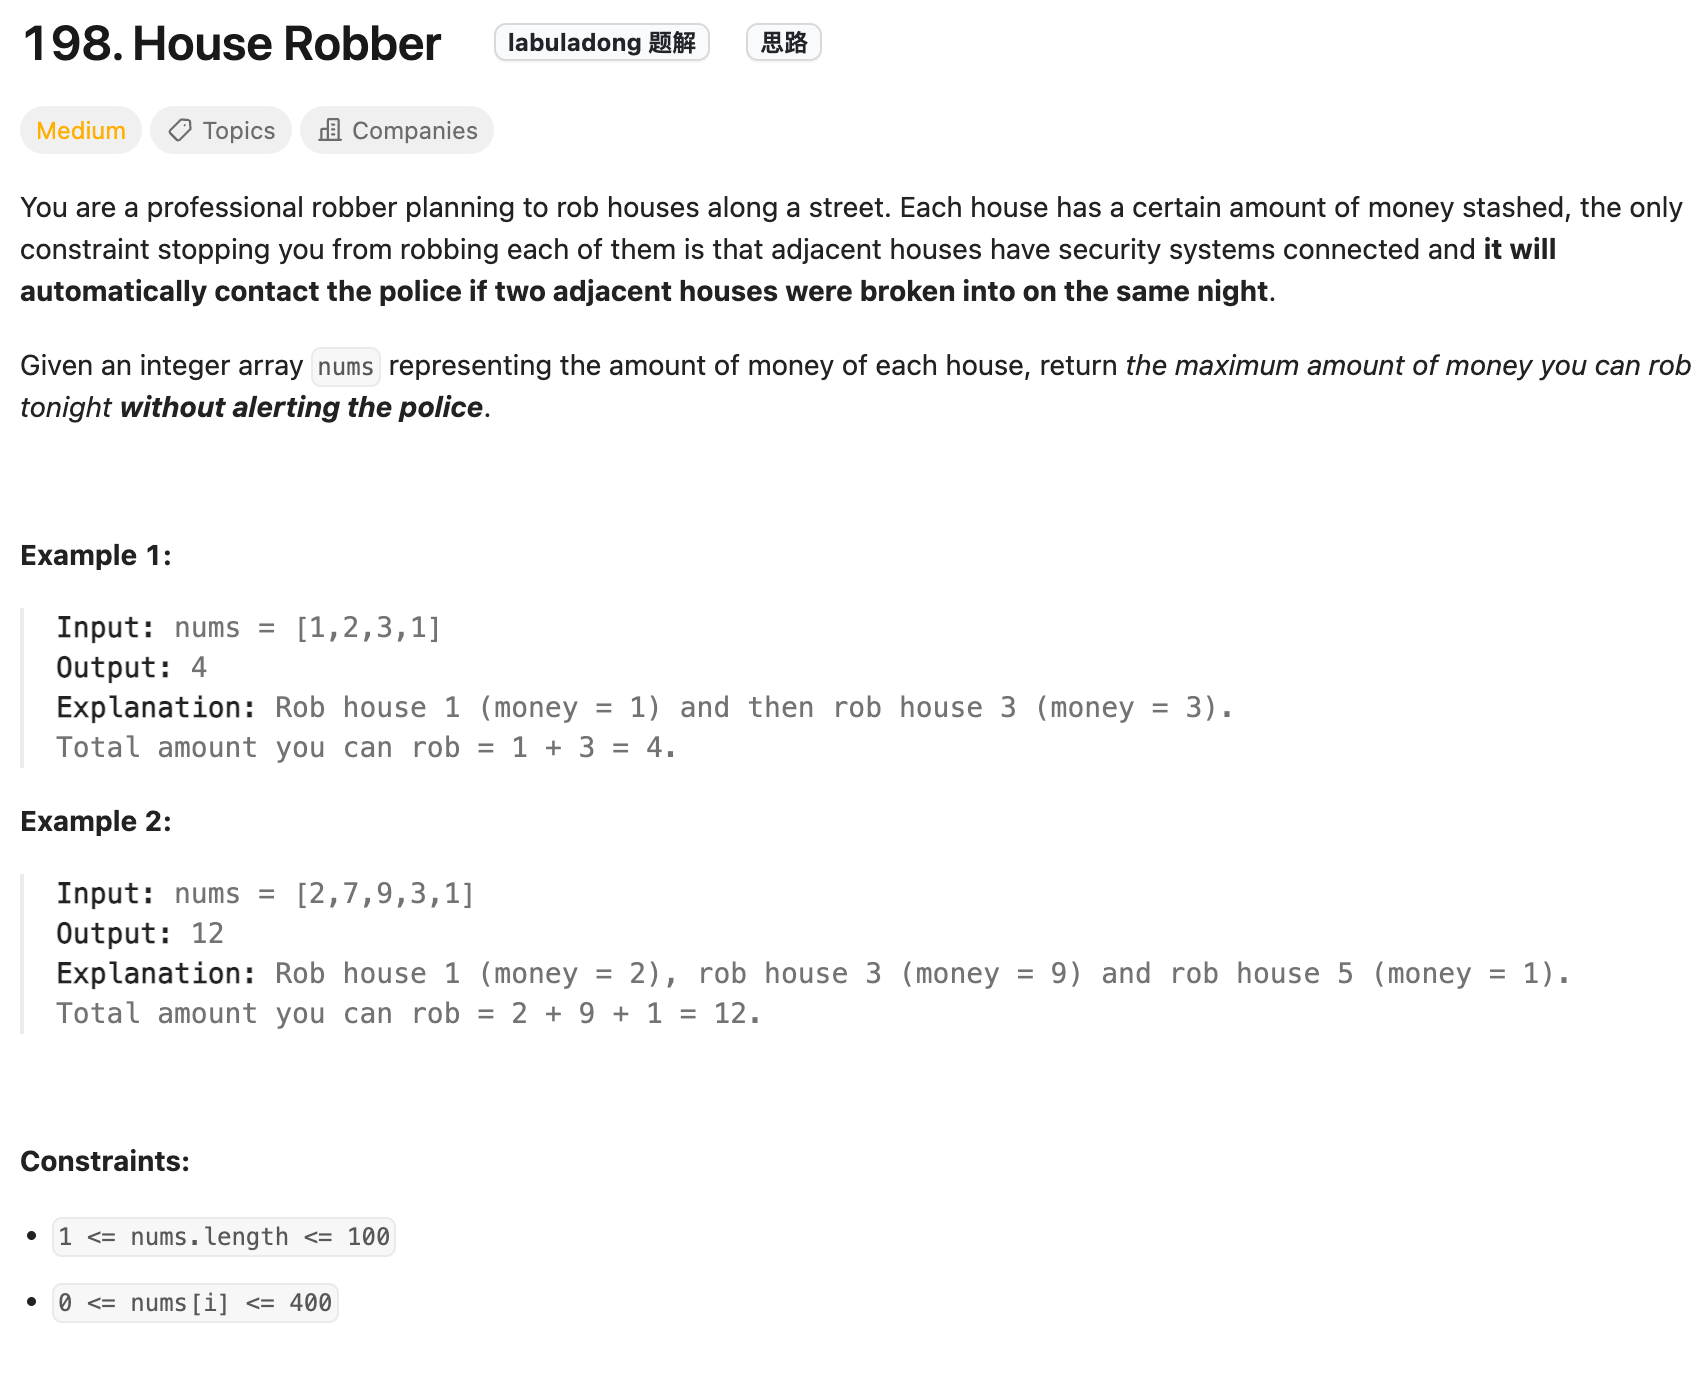 198. House Robber labuladong 题解 思路
Medium Topics Companies
You are a professional robber planning to rob houses along a street. Each house has a certain amount of money stashed, the only
constraint stopping you from robbing each of them is that adjacent houses have security systems connected and it will
automatically contact the police if two adjacent houses were broken into on the same night.
Given an integer array nums representing the amount of money of each house, return the maximum amount of money you can rob
tonight without alerting the police.
Example 1:
Input: nums = [1,2,3,1]
Output: 4
Explanation: Rob house 1 (money = 1) and then rob house 3 (money = 3).
Total amount you can rob = 1 + 3 = 4.
Example 2:
Input: nums = [2,7,9,3,1]
Output: 12
Explanation: Rob house 1 (money = 2), rob house 3 (money = 9) and rob house 5 (money = 1).
Total amount you can rob = 2 + 9 + 1 = 12.
Constraints:
• 1 <= nums.length <= 100
• 0 <= nums[i] <= 400